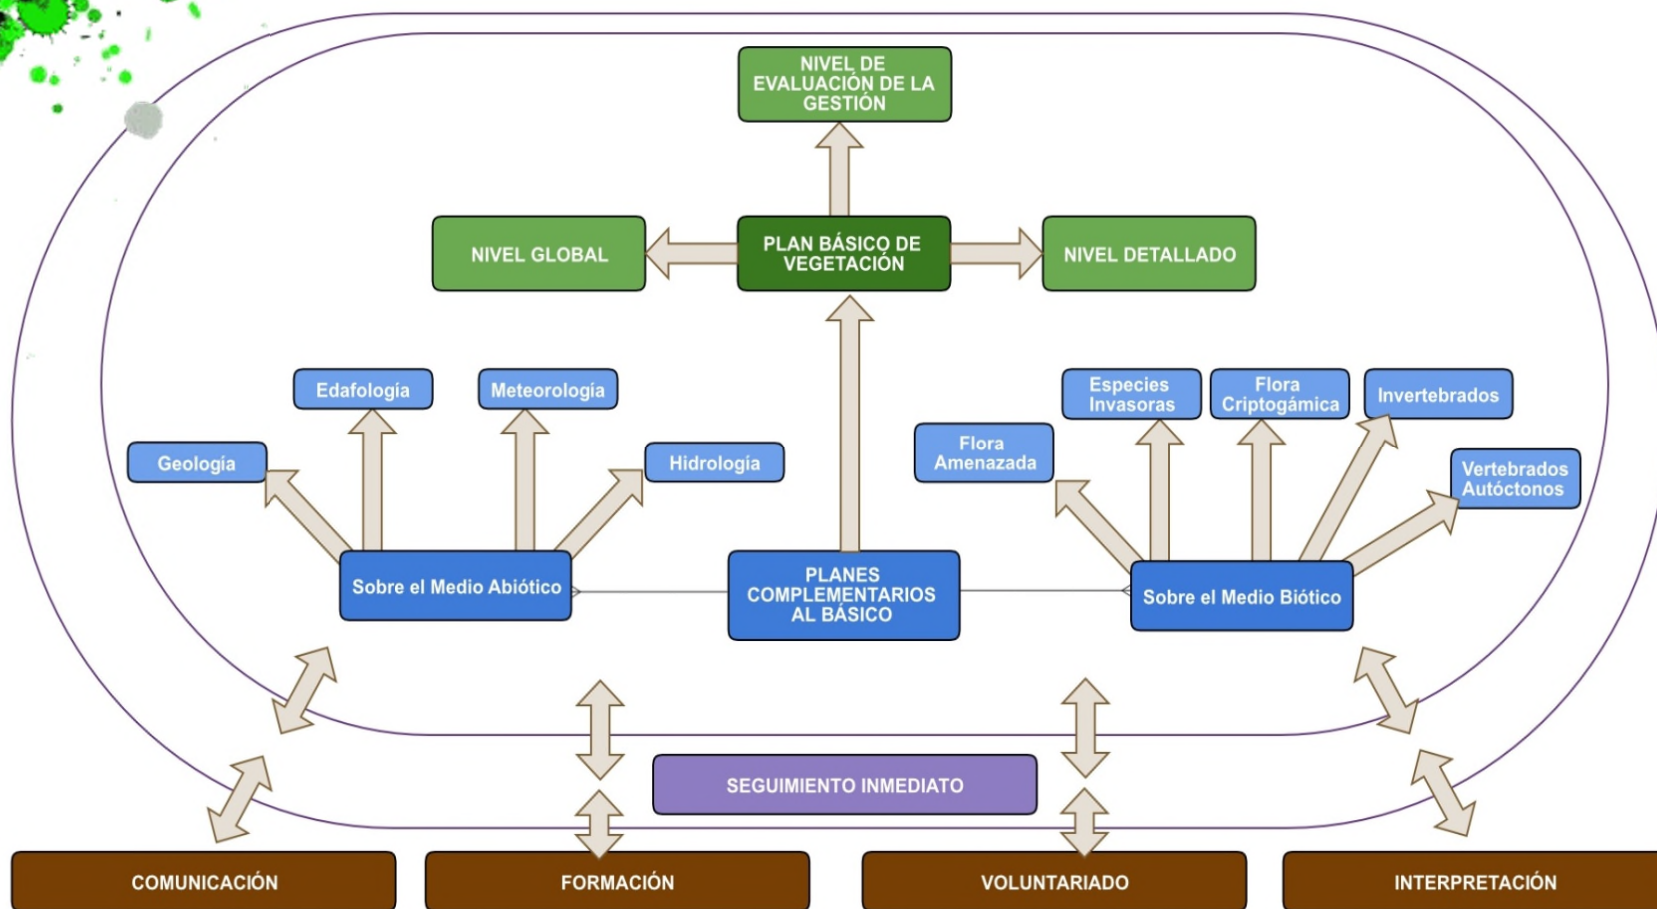 NIVEL DE
EVALUACIÓN DE LA
GESTIÓN
NIVEL GLOBAL
PLAN BÁSICO DE
VEGETACIÓN
NIVEL DETALLADO
Edafología
Meteorología
Geología
Hidrología
Especies
Invasoras
Flora
Criptogámica
Invertebrados
Flora
Amenazada
Vertebrados
Autóctonos
Sobre el Medio Abiótico
PLANES
COMPLEMENTARIOS
AL BÁSICO
Sobre el Medio Biótico
SEGUIMIENTO INMEDIATO
COMUNICACIÓN
FORMACIÓN
VOLUNTARIADO
INTERPRETACIÓN